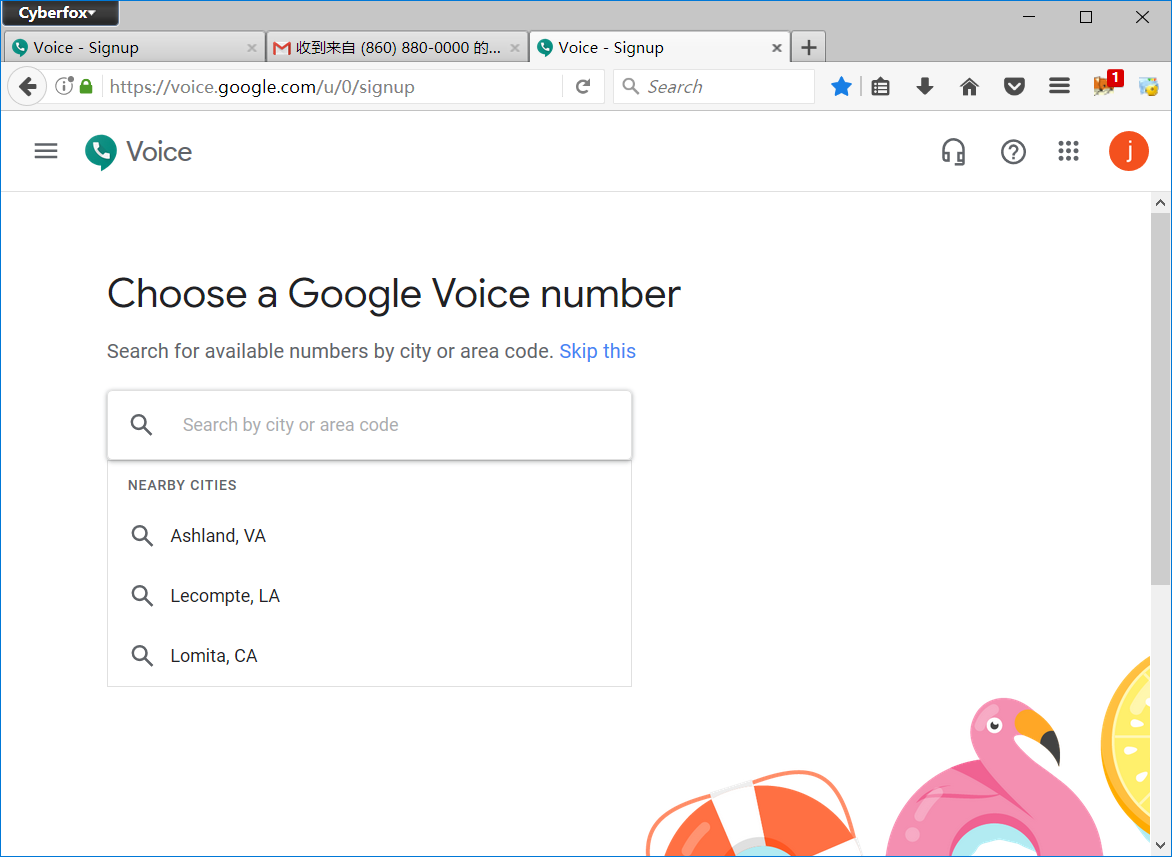 Cyberfox
Voice - Signup
收到来自 (860) 880-0000 的...
Voice - Signup
https://voice.google.com/u/0/signup
Search
1
Voice
j
Choose a Google Voice number
Search for available numbers by city or area code. Skip this
Search by city or area code
NEARBY CITIES
Ashland, VA
Lecompte, LA
Lomita, CA